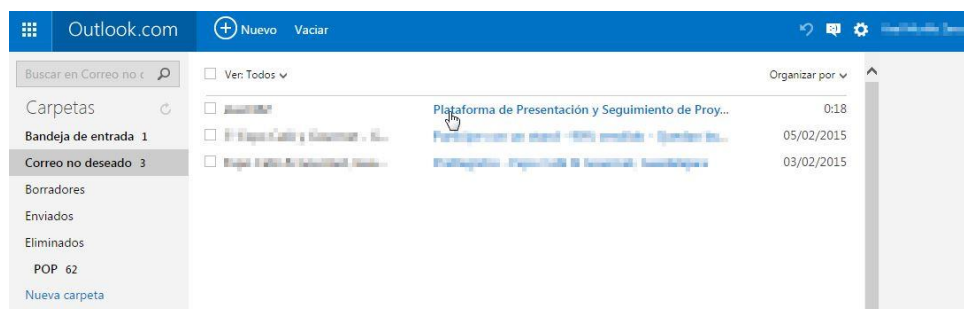 Outlook.com Nuevo Vaciar
Buscar en Correo no c
Ver: Todos Organizar por
Carpetas
Plataforma de Presentación y Seguimiento de Proy... 0:18
Bandeja de entrada 1
05/02/2015
Correo no deseado 3
03/02/2015
Borradores
Enviados
Eliminados
POP 62
Nueva carpeta